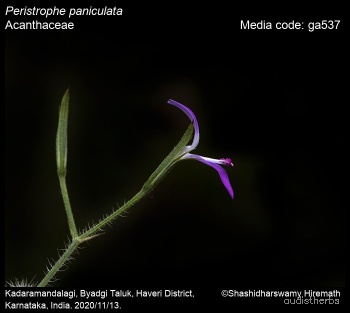 Peristrophe paniculata
Acanthaceae
Media code: ga537
Kadaramandalagi, Byadgi Taluk, Haveri District,
Karnataka, India. 2020/11/13.
©Shashidharswamy Hiremath
audistherbs